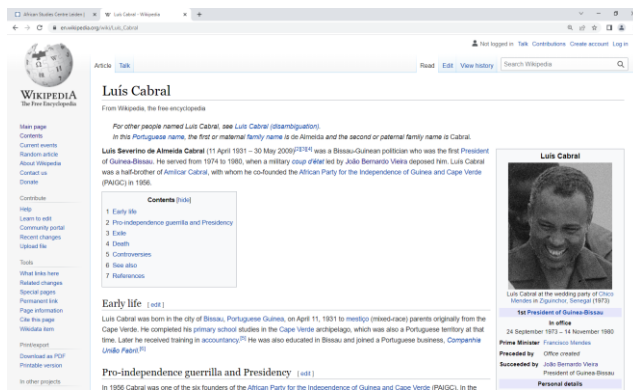 African Studies Centre Leiden |
Luís Cabral - Wikipedia
en.wikipedia.org/wiki/Luís_Cabral
Not logged in Talk Contributions Create account Log in
Article Talk
Read Edit View history
Search Wikipedia
WIKIPEDIA
The Free Encyclopedia
Main page
Contents
Current events
Random article
About Wikipedia
Contact us
Donate
Contribute
Help
Learn to edit
Community portal
Recent changes
Upload file
Tools
What links here
Related changes
Special pages
Permanent link
Page information
Cite this page
Wikidata item
Print/export
Download as PDF
Printable version
In other projects
Luís Cabral
From Wikipedia, the free encyclopedia
For other people named Luís Cabral, see Luís Cabral (disambiguation).
In this Portuguese name, the first or maternal family name is de Almeida and the second or paternal family name is Cabral.
Luís Severino de Almeida Cabral (11 April 1931 – 30 May 2009)[2][3][4] was a Bissau-Guinean politician who was the first President
of Guinea-Bissau. He served from 1974 to 1980, when a military coup d'état led by João Bernardo Vieira deposed him. Luís Cabral
was a half-brother of Amílcar Cabral, with whom he co-founded the African Party for the Independence of Guinea and Cape Verde
(PAIGC) in 1956.
Contents [hide]
1 Early life
2 Pro-independence guerrilla and Presidency
3 Exile
4 Death
5 Controversies
6 See also
7 References
Early life [ edit ]
Luís Cabral was born in the city of Bissau, Portuguese Guinea, on April 11, 1931 to mestiço (mixed-race) parents originally from the
Cape Verde. He completed his primary school studies in the Cape Verde archipelago, which was also a Portuguese territory at that
time. Later he received training in accountancy.[5] He was also educated in Bissau and joined a Portuguese business, Companhia
União Fabril.[6]
Pro-independence guerrilla and Presidency [ edit ]
In 1956 Cabral was one of the six founders of the African Party for the Independence of Guinea and Cape Verde (PAIGC). In the
Luís Cabral
Luís Cabral at the wedding party of Chico
Mendes in Ziguinchor, Senegal (1973)
1st President of Guinea-Bissau
In office
24 September 1973 – 14 November 1980
Prime Minister Francisco Mendes
Preceded by Office created
Succeeded by João Bernardo Vieira
President of Guinea-Bissau
Personal details